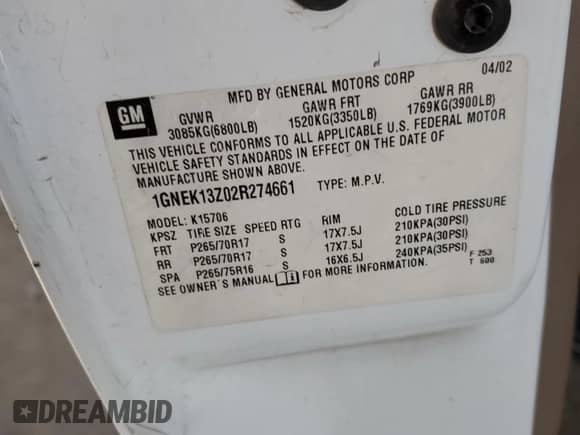 MFD BY GENERAL MOTORS CORP 04/02
GM GVWR GAWR FRT GAWR RR
3085KG(6800LB) 1520KG(3350LB) 1769KG(3900LB)
THIS VEHICLE CONFORMS TO ALL APPLICABLE U.S. FEDERAL MOTOR
VEHICLE SAFETY STANDARDS IN EFFECT ON THE DATE OF
MANUFACTURE SHOWN ABOVE.
1GNEK13Z02R274661 TYPE: M.P.V.
MODEL: K15706
KPSZ TIRE SIZE SPEED RTG RIM COLD TIRE PRESSURE
FRT P265/70R17 S 17X7.5J 210KPA(30PSI)
RR P265/70R17 S 17X7.5J 210KPA(30PSI)
SPA P265/75R16 S 16X6.5J 240KPA(35PSI) F 253
SEE OWNER'S MANUAL FOR MORE INFORMATION. T 600
DREAMBID